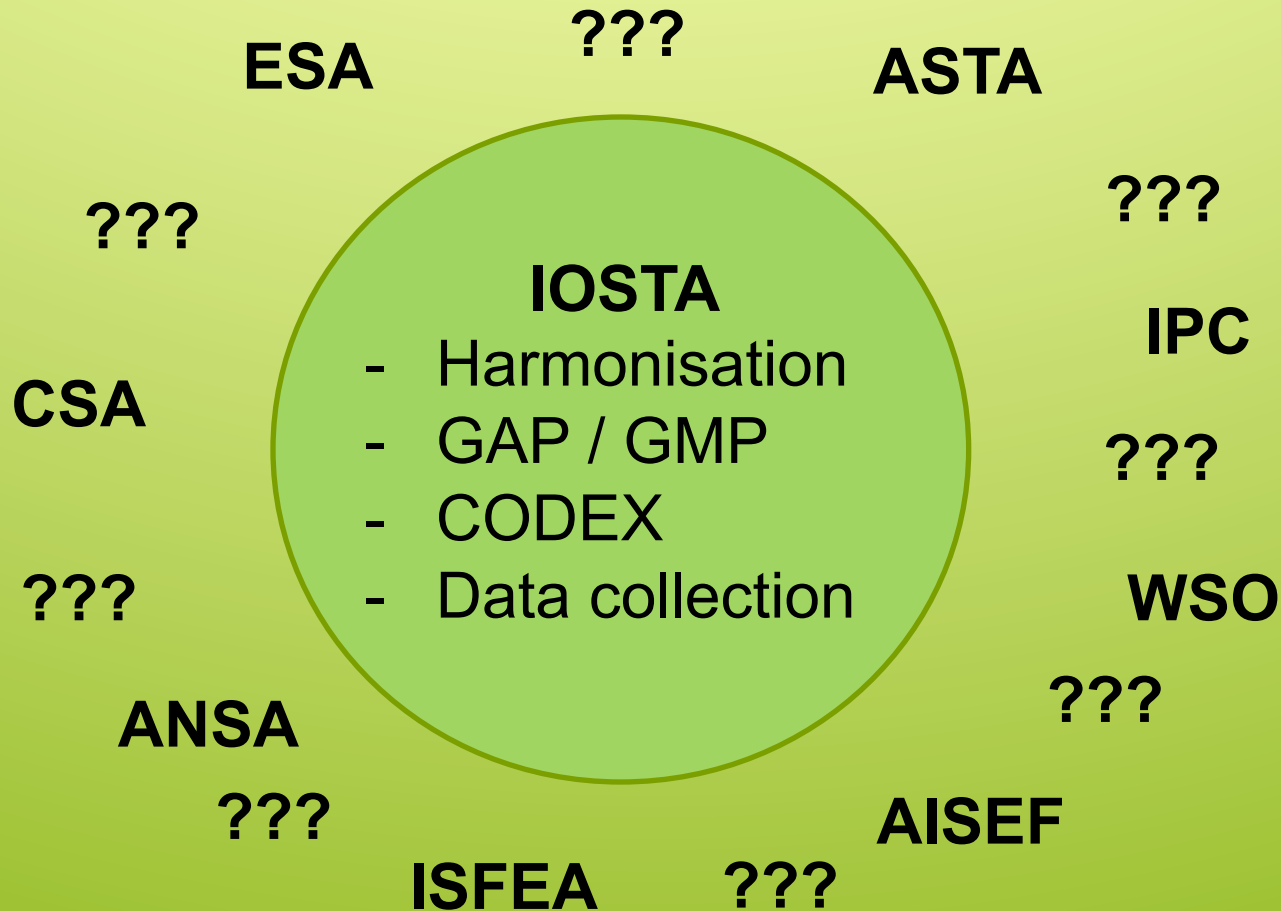 ???
ESA
ASTA
???
???
IOSTA
- Harmonisation
- GAP / GMP
- CODEX
- Data collection
IPC
CSA
???
???
WSO
???
ANSA
???
AISEF
ISFEA
???